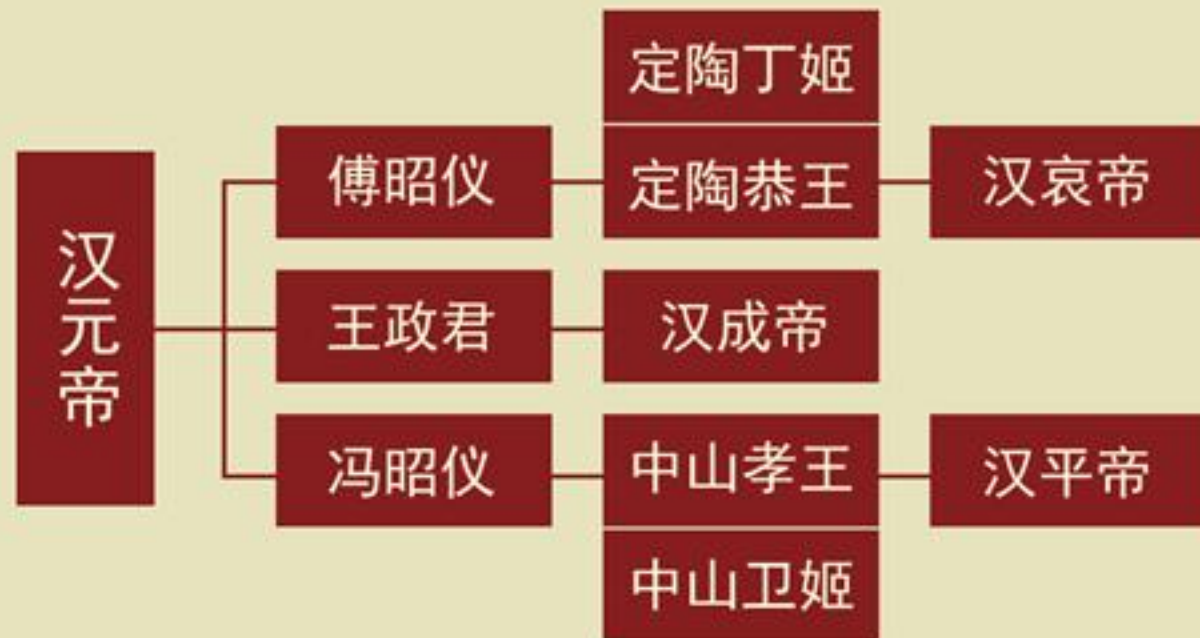 汉元帝
傅昭仪
王政君
冯昭仪
定陶丁姬
定陶恭王
汉成帝
中山孝王
中山卫姬
汉哀帝
汉平帝